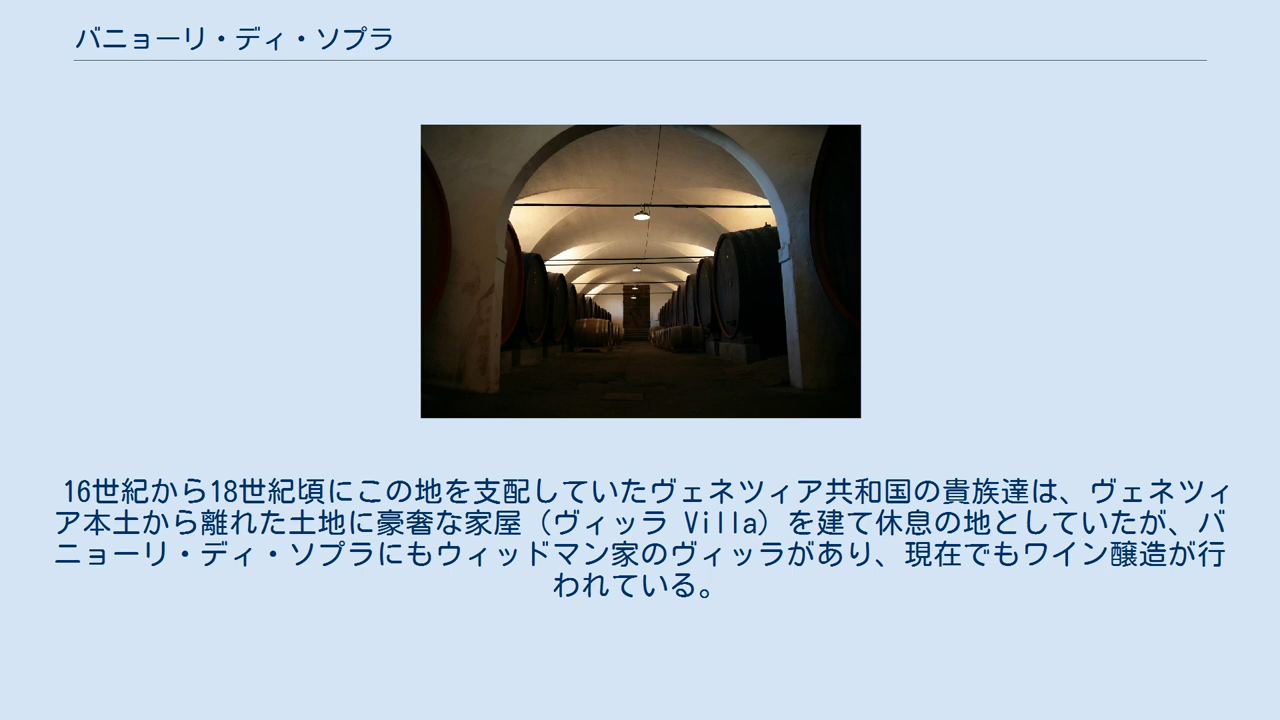 バニョーリ・ディ・ソプラ
16世紀から18世紀頃にこの地を支配していたヴェネツィア共和国の貴族達は、ヴェネツィ
ア本土から離れた土地に豪奢な家屋（ヴィッラ Villa）を建て休息の地としていたが、バ
ニョーリ・ディ・ソプラにもウィッドマン家のヴィッラがあり、現在でもワイン醸造が行
われている。